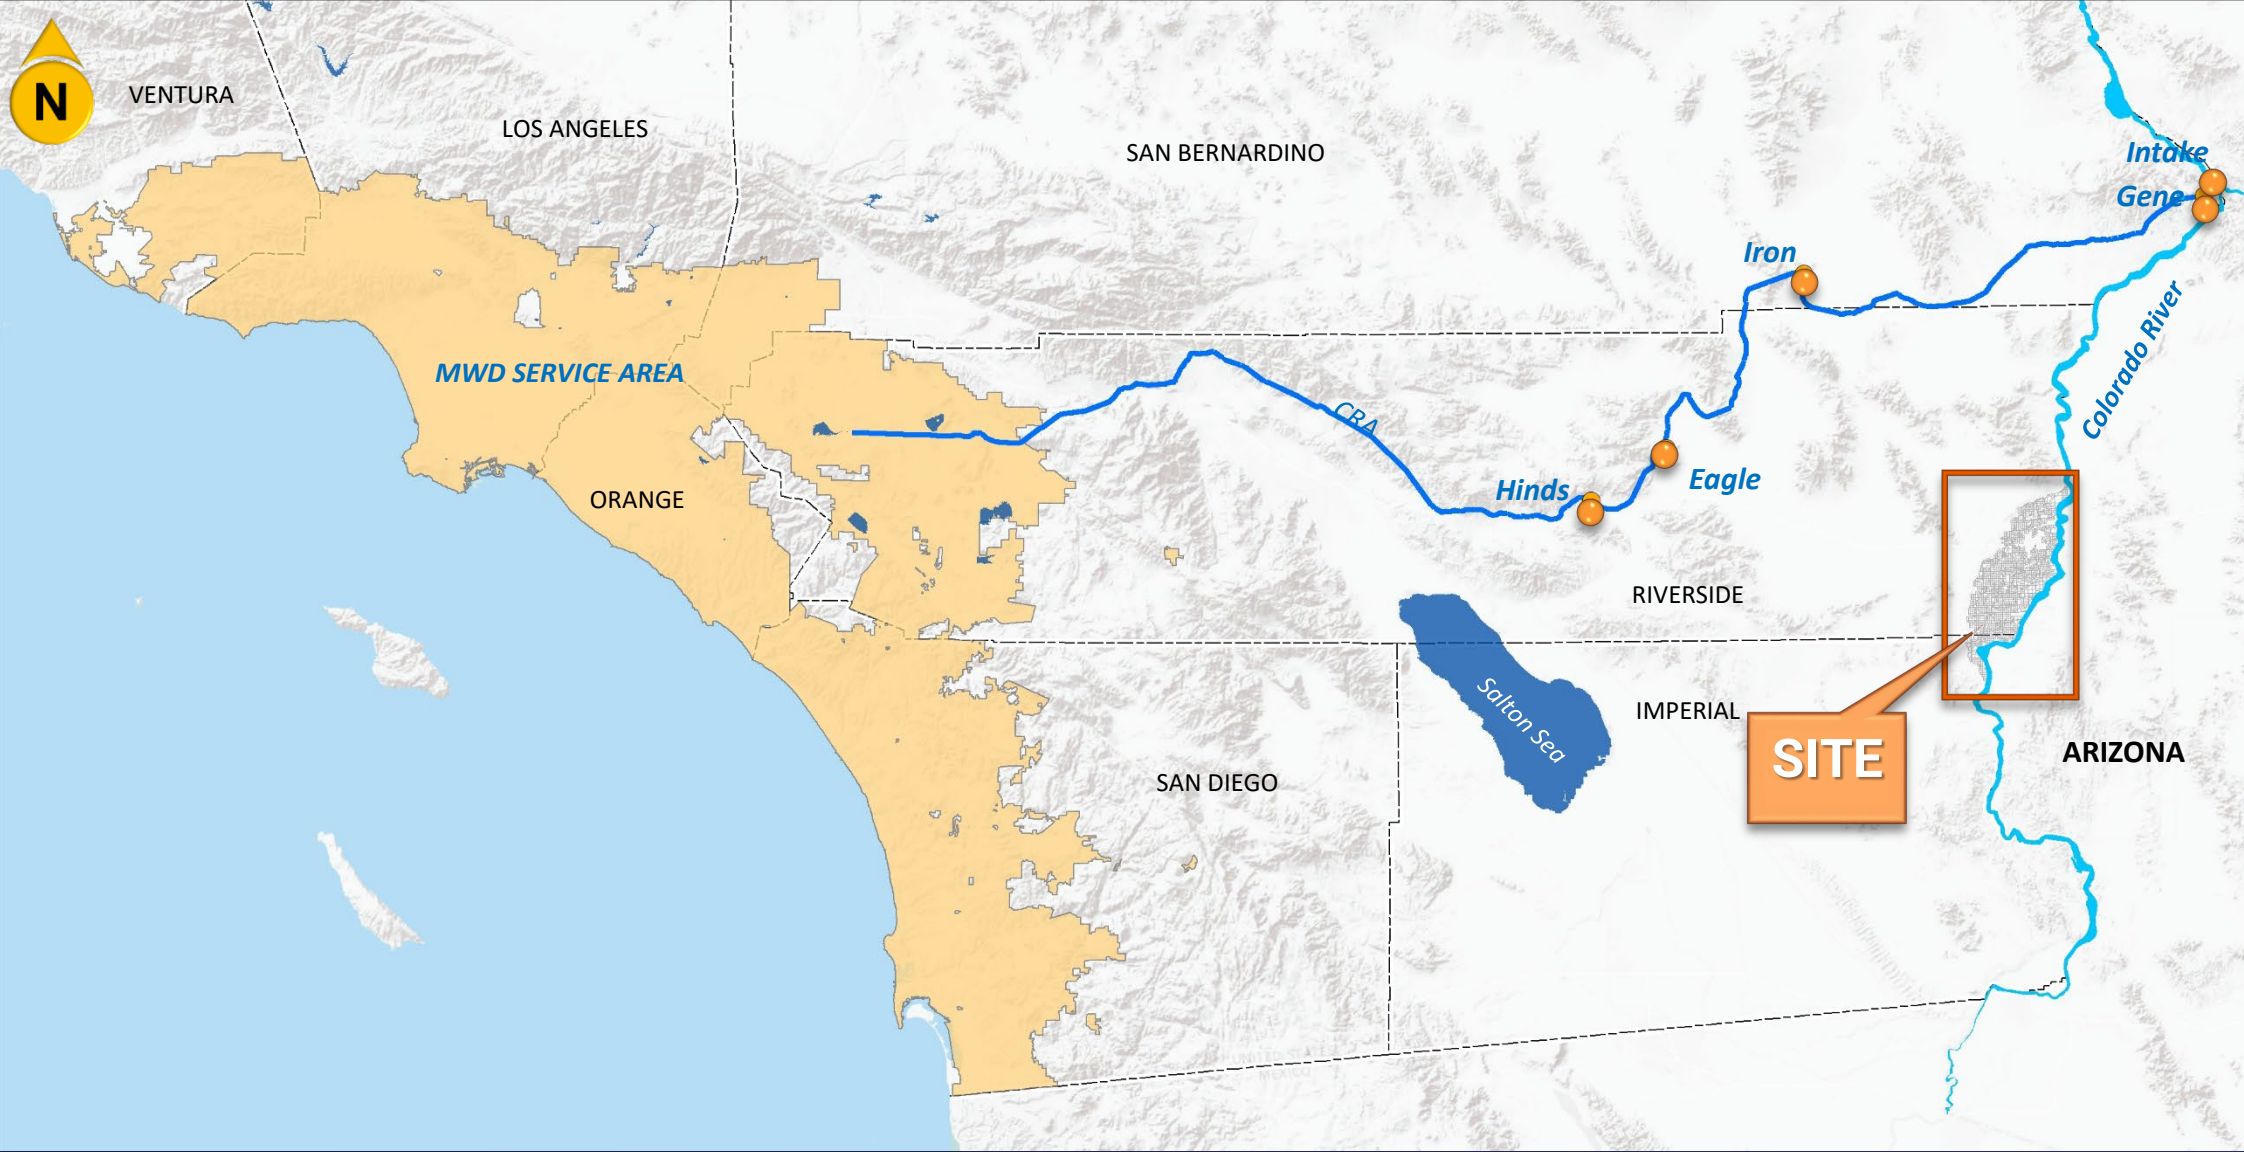 N
VENTURA
LOS ANGELES
SAN BERNARDINO
Intake
Gene
Iron
Colorado River
MWD SERVICE AREA
CRA
Eagle
Hinds
ORANGE
RIVERSIDE
Salton Sea
IMPERIAL
SITE
ARIZONA
SAN DIEGO